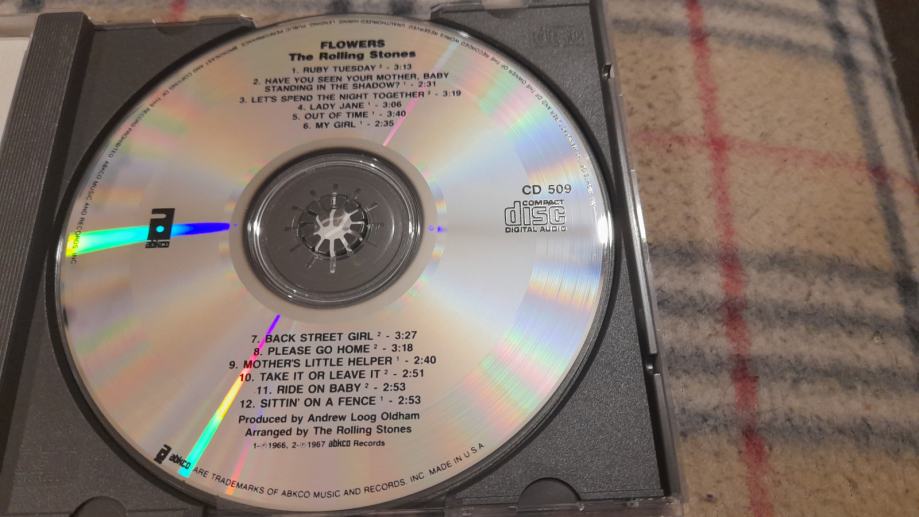 FLOWERS
The Rolling Stones
1. RUBY TUESDAY ² - 3:13
2. HAVE YOU SEEN YOUR MOTHER, BABY
STANDING IN THE SHADOW? ¹ - 2:31
3. LET'S SPEND THE NIGHT TOGETHER ² - 3:19
4. LADY JANE ¹ - 3:06
5. OUT OF TIME ¹ - 3:40
6. MY GIRL ¹ - 2:35
CD 509
COMPACT
disc
DIGITAL AUDIO
abkco
7. BACK STREET GIRL ² - 3:27
8. PLEASE GO HOME ² - 3:18
9. MOTHER'S LITTLE HELPER ¹ - 2:40
10. TAKE IT OR LEAVE IT ² - 2:51
11. RIDE ON BABY ² - 2:53
12. SITTIN' ON A FENCE ¹ - 2:53
Produced by Andrew Loog Oldham
Arranged by The Rolling Stones
1-℗1966, 2-℗1967 abkco Records
abkco ARE TRADEMARKS OF ABKCO MUSIC AND RECORDS, INC. MADE IN U.S.A.